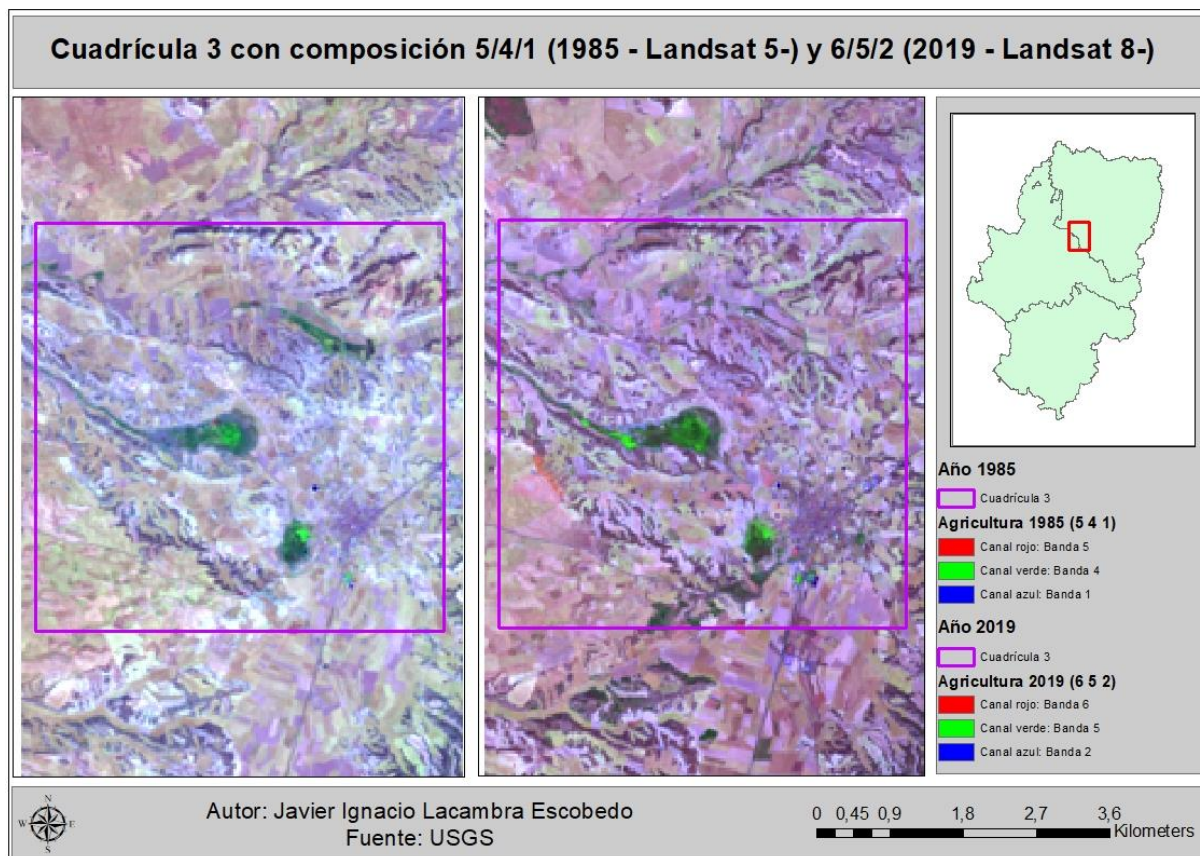 Cuadrícula 3 con composición 5/4/1 (1985 - Landsat 5-) y 6/5/2 (2019 - Landsat 8-)
Año 1985
Cuadrícula 3
Agricultura 1985 (5 4 1)
Canal rojo: Banda 5
Canal verde: Banda 4
Canal azul: Banda 1
Año 2019
Cuadrícula 3
Agricultura 2019 (6 5 2)
Canal rojo: Banda 6
Canal verde: Banda 5
Canal azul: Banda 2
N
W E
S
Autor: Javier Ignacio Lacambra Escobedo
Fuente: USGS
0 0,45 0,9 1,8 2,7 3,6
Kilometers